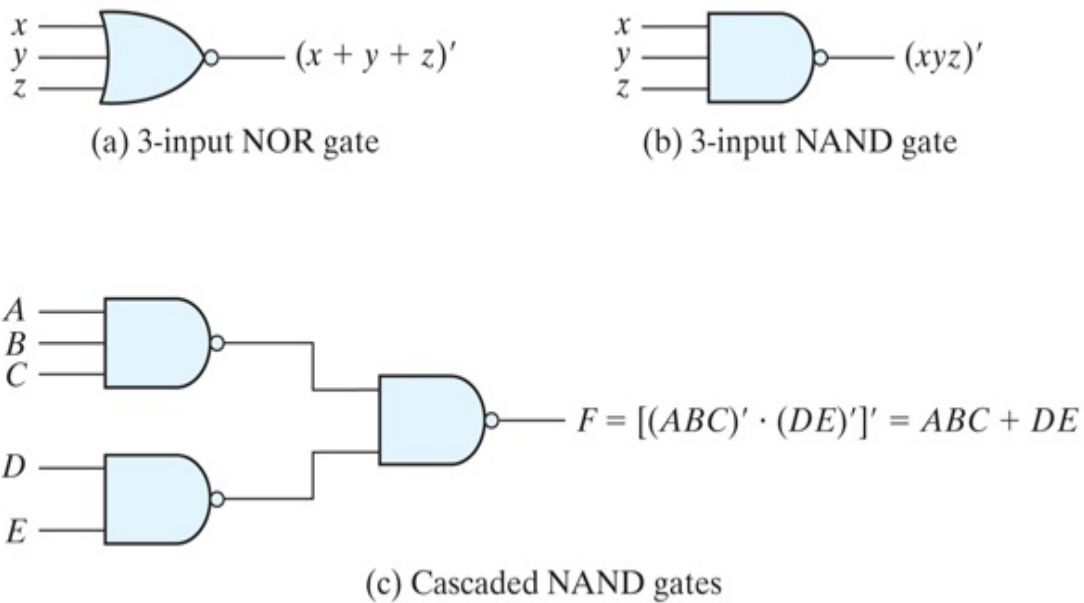 x
y
z
(x + y + z)′
(a) 3-input NOR gate
x
y
z
(xyz)′
(b) 3-input NAND gate
A
B
C
D
E
F = [(ABC)′ · (DE)′]′ = ABC + DE
(c) Cascaded NAND gates